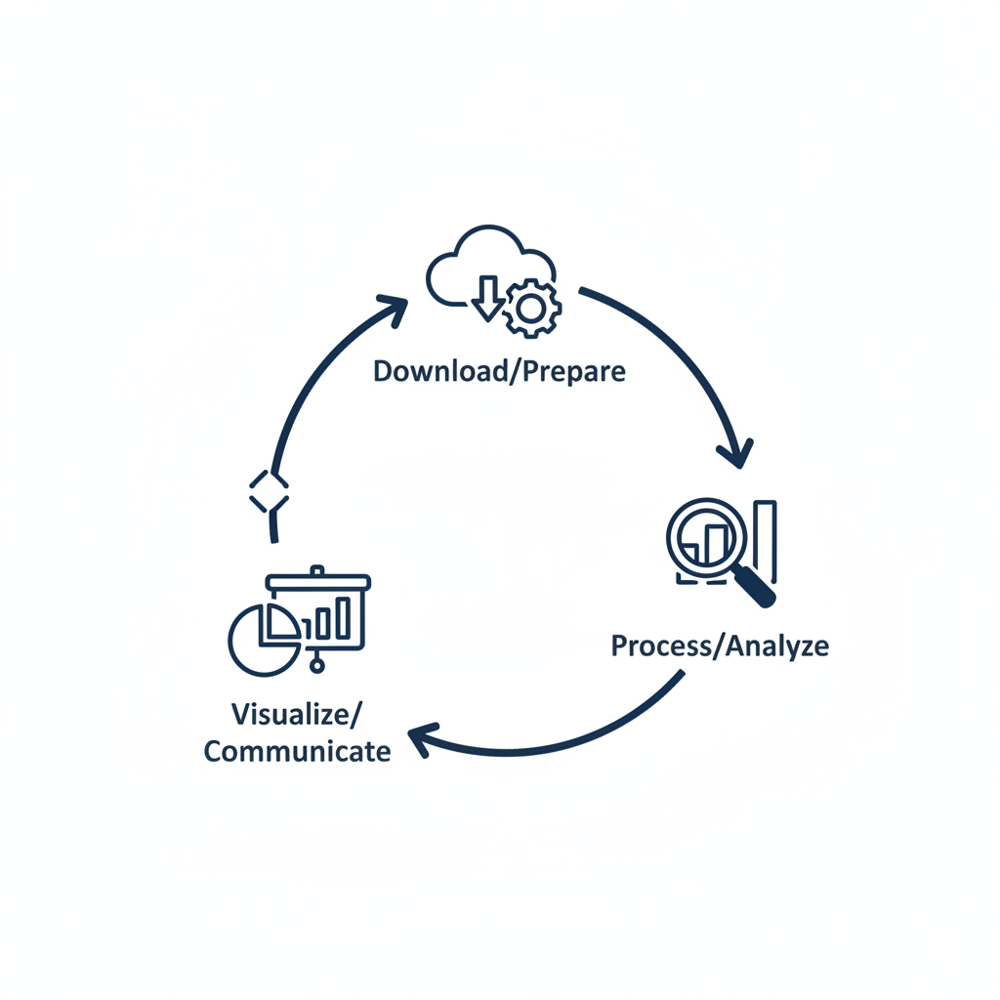 Download/Prepare
Process/Analyze
Visualize/
Communicate